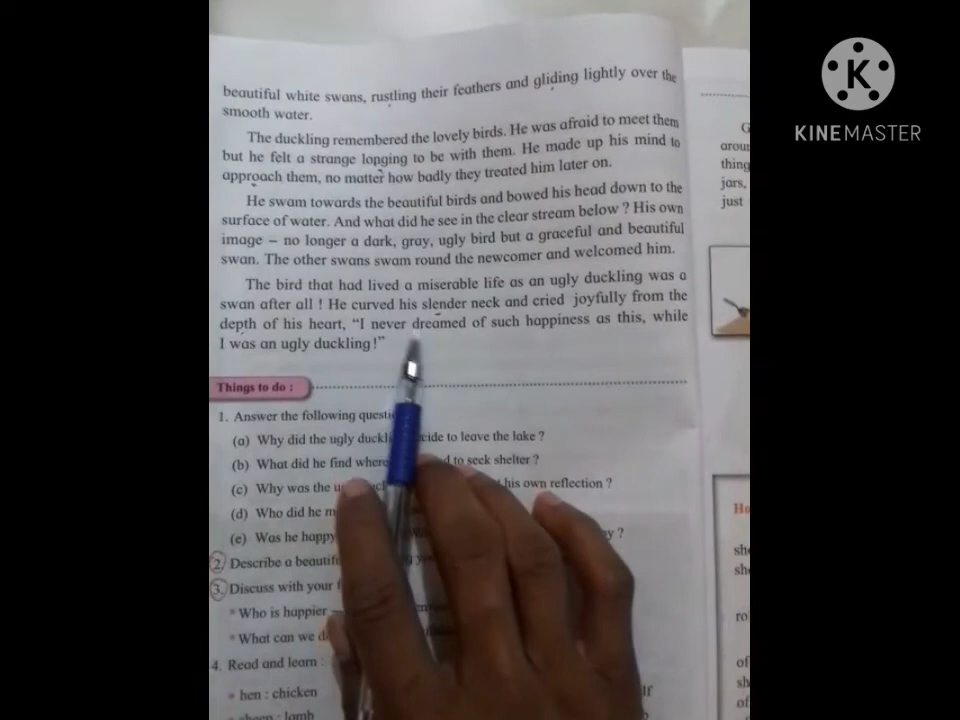 beautiful white swans, rustling their feathers and gliding lightly over the
smooth water.
The duckling remembered the lovely birds. He was afraid to meet them
but he felt a strange longing to be with them. He made up his mind to
approach them, no matter how badly they treated him later on.
He swam towards the beautiful birds and bowed his head down to the
surface of water. And what did he see in the clear stream below ? His own
image – no longer a dark, gray, ugly bird but a graceful and beautiful
swan. The other swans swam round the newcomer and welcomed him.
The bird that had lived a miserable life as an ugly duckling was a
swan after all ! He curved his slender neck and cried joyfully from the
depth of his heart, “I never dreamed of such happiness as this, while
I was an ugly duckling!”
Things to do :
1. Answer the following
(a) Why did the ugly to leave the lake ?
(b) What did he find to seek shelter ?
(c) Why was the his own reflection ?
(d) Who did he
(e) Was he happy ?
2. Describe a
3. Discuss with your
* Who is happier –
* What can we
4. Read and learn :
* hen : chicken
* sheep : lamb
KINEMASTER
G
thing
jars,
just
ro
of
of